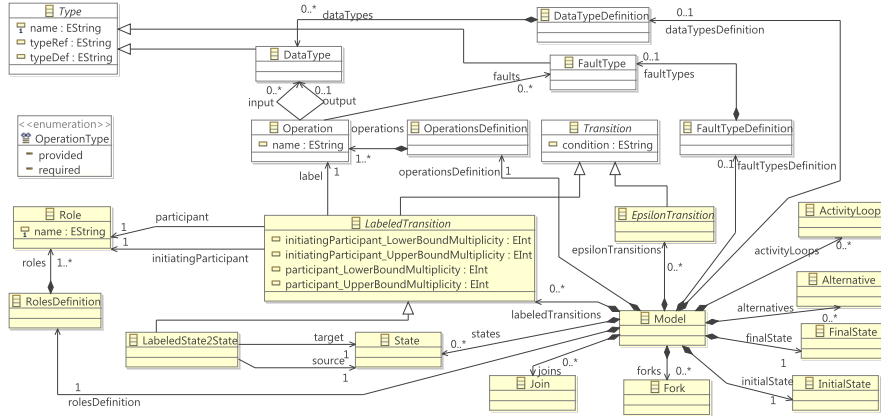 Type
name : EString
typeRef : EString
typeDef : EString
0..*
dataTypes
DataTypeDefinition
0..1
dataTypesDefinition
DataType
FaultType
0..1
faultTypes
faults
0..*
0..*
0..1
input
output
<<enumeration>>
OperationType
provided
required
Operation
name : EString
operations
1..*
OperationsDefinition
Transition
condition : EString
FaultTypeDefinition
0..1
faultTypesDefinition
label
1
operationsDefinition
1
Role
name : EString
participant
1
1
initiatingParticipant
LabeledTransition
initiatingParticipant_LowerBoundMultiplicity : EInt
initiatingParticipant_UpperBoundMultiplicity : EInt
participant_LowerBoundMultiplicity : EInt
participant_UpperBoundMultiplicity : EInt
EpsilonTransition
epsilonTransitions
0..*
ActivityLoop
activityLoops
0..*
roles
1..*
RolesDefinition
0..*
labeledTransitions
Model
Alternative
alternatives
0..*
LabeledState2State
target
1
source
1
State
states
0..*
FinalState
finalState
1
0..*
joins
Join
forks
0..*
Fork
initialState
1
InitialState
1
rolesDefinition